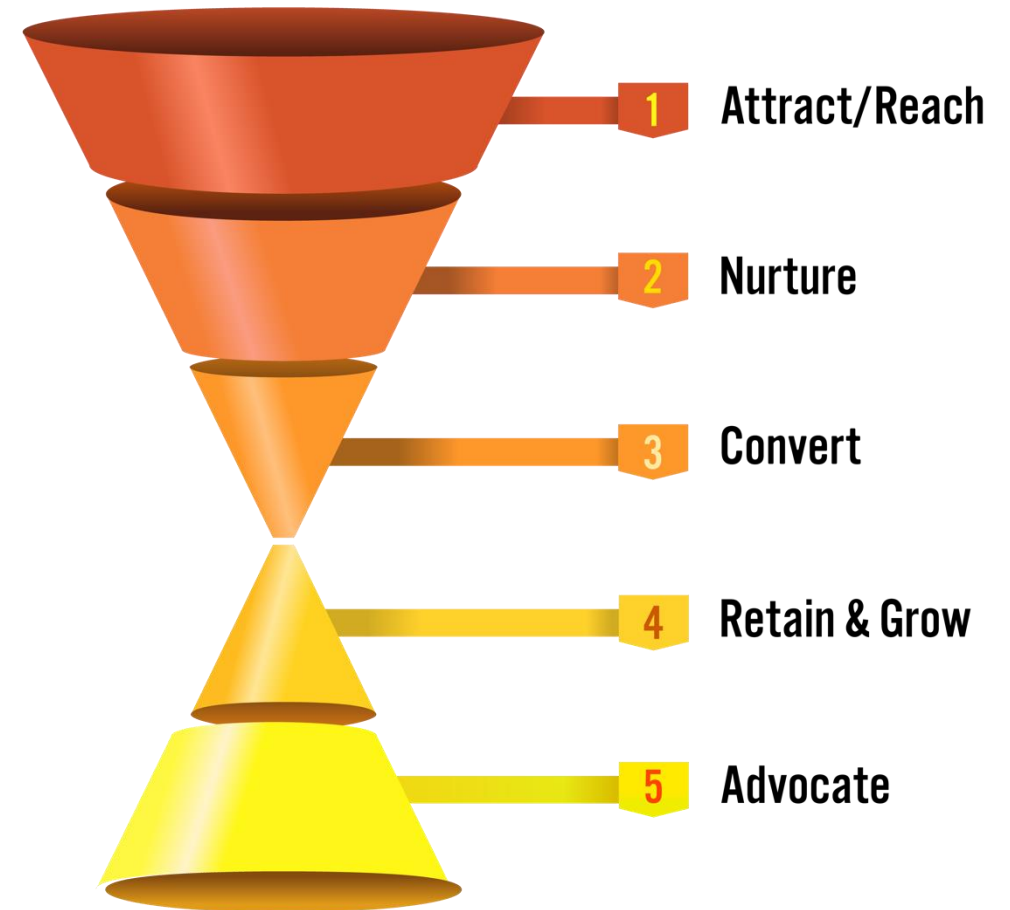 1 Attract/Reach
2 Nurture
3 Convert
4 Retain & Grow
5 Advocate